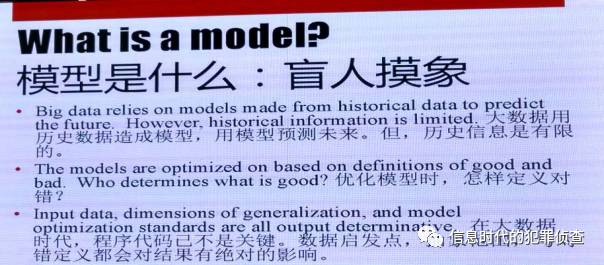 What is a model?
模型是什么：盲人摸象
• Big data relies on models made from historical data to predict
the future. However, historical information is limited. 大数据用
历史数据造成模型，用模型预测未来。但，历史信息是有限
的。
• The models are optimized on based on definitions of good and
bad. Who determines what is good? 优化模型时，怎样定义对
错？
• Input data, dimensions of generalization, and model
optimization standards are all output determinative. 在大数据
时代，程序代码已不是关键。数据启发点，
错定义都会对结果有绝对的影响。
信息时代的犯罪侦查